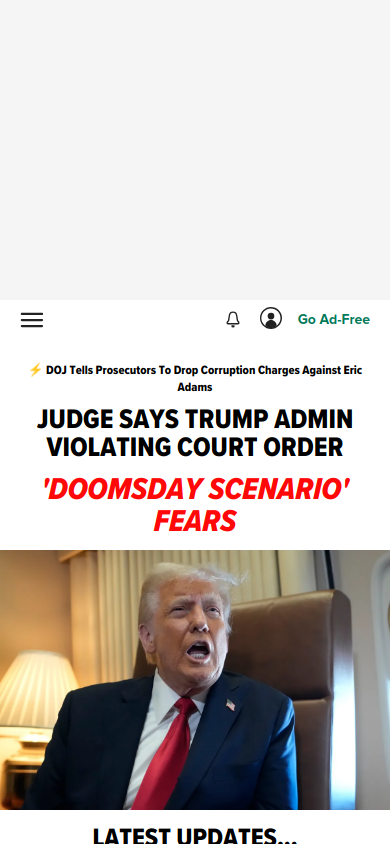 Go Ad-Free
⚡ DOJ Tells Prosecutors To Drop Corruption Charges Against Eric
Adams
JUDGE SAYS TRUMP ADMIN
VIOLATING COURT ORDER
'DOOMSDAY SCENARIO'
FEARS
LATEST UPDATES...